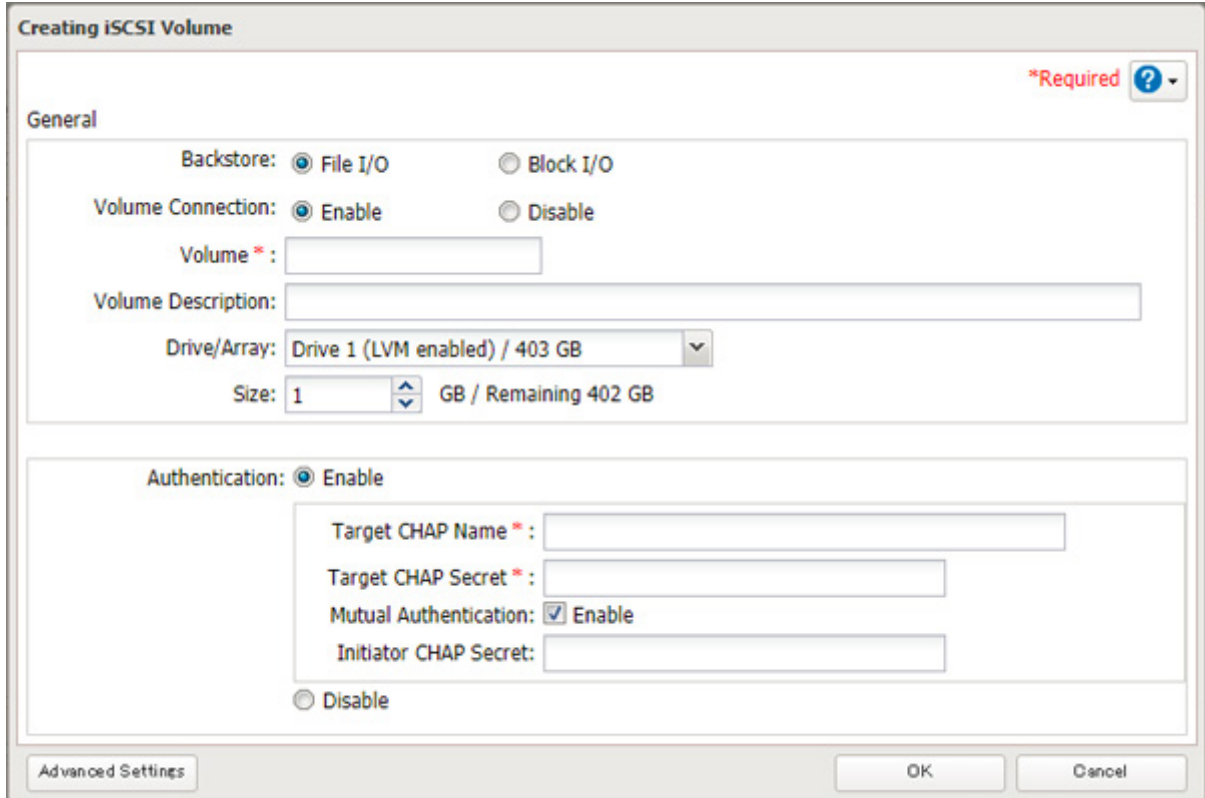 Creating iSCSI Volume
*Required
General
Backstore: File I/O Block I/O
Volume Connection: Enable Disable
Volume * :
Volume Description:
Drive/Array: Drive 1 (LVM enabled) / 403 GB
Size: 1 GB / Remaining 402 GB
Authentication: Enable
Target CHAP Name * :
Target CHAP Secret * :
Mutual Authentication: Enable
Initiator CHAP Secret:
Disable
Advanced Settings OK Cancel